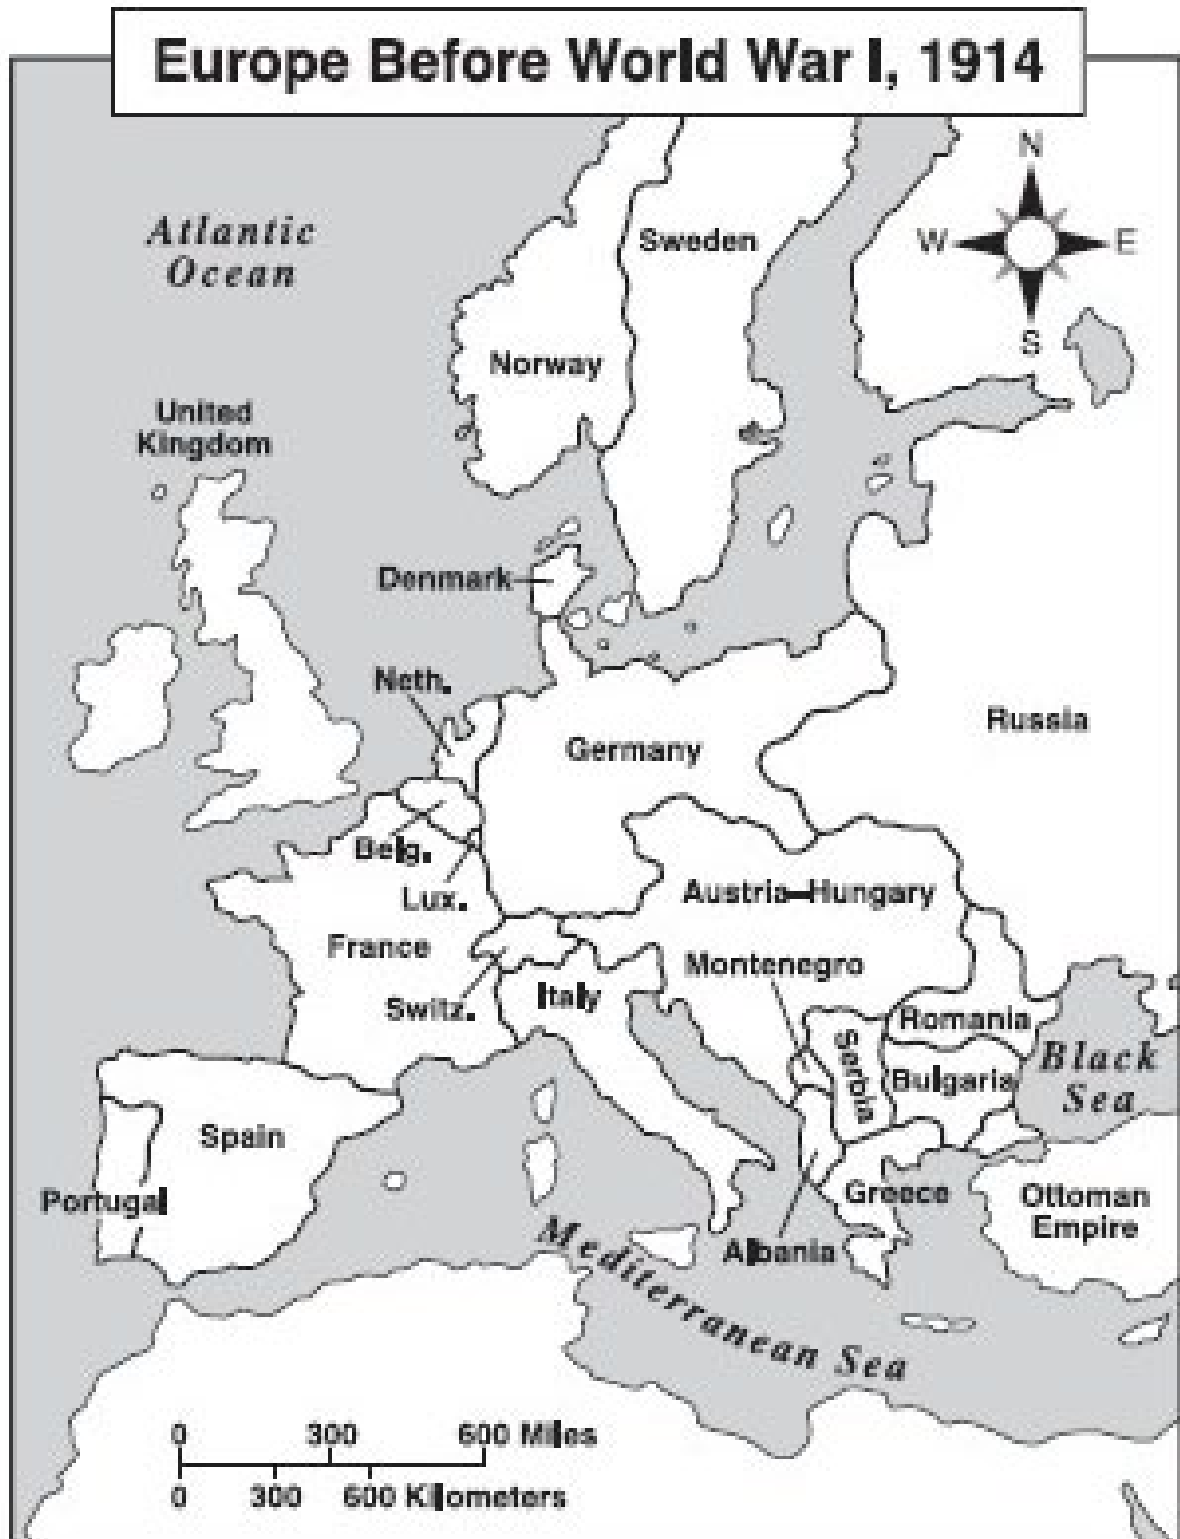 Europe Before World War I, 1914
N
W
E
S
Atlantic
Ocean
Sweden
Norway
United
Kingdom
Denmark
Neth.
Russia
Germany
Belg.
Lux.
Austria-Hungary
France
Montenegro
Switz.
Italy
Romania
Serbia
Black
Sea
Bulgaria
Spain
Portugal
Greece
Ottoman
Empire
Albania
Mediterranean Sea
0 300 600 Miles
0 300 600 Kilometers